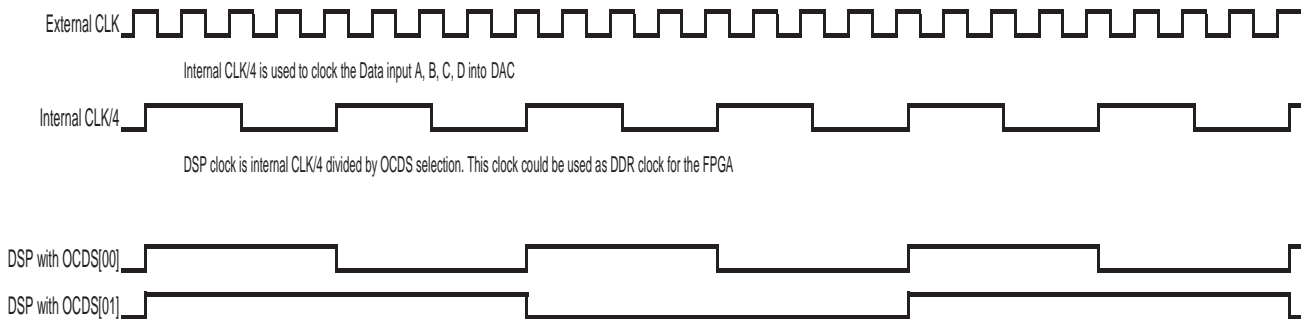 External CLK
Internal CLK/4 is used to clock the Data input A, B, C, D into DAC
Internal CLK/4
DSP clock is internal CLK/4 divided by OCDS selection. This clock could be used as DDR clock for the FPGA
DSP with OCDS[00]
DSP with OCDS[01]